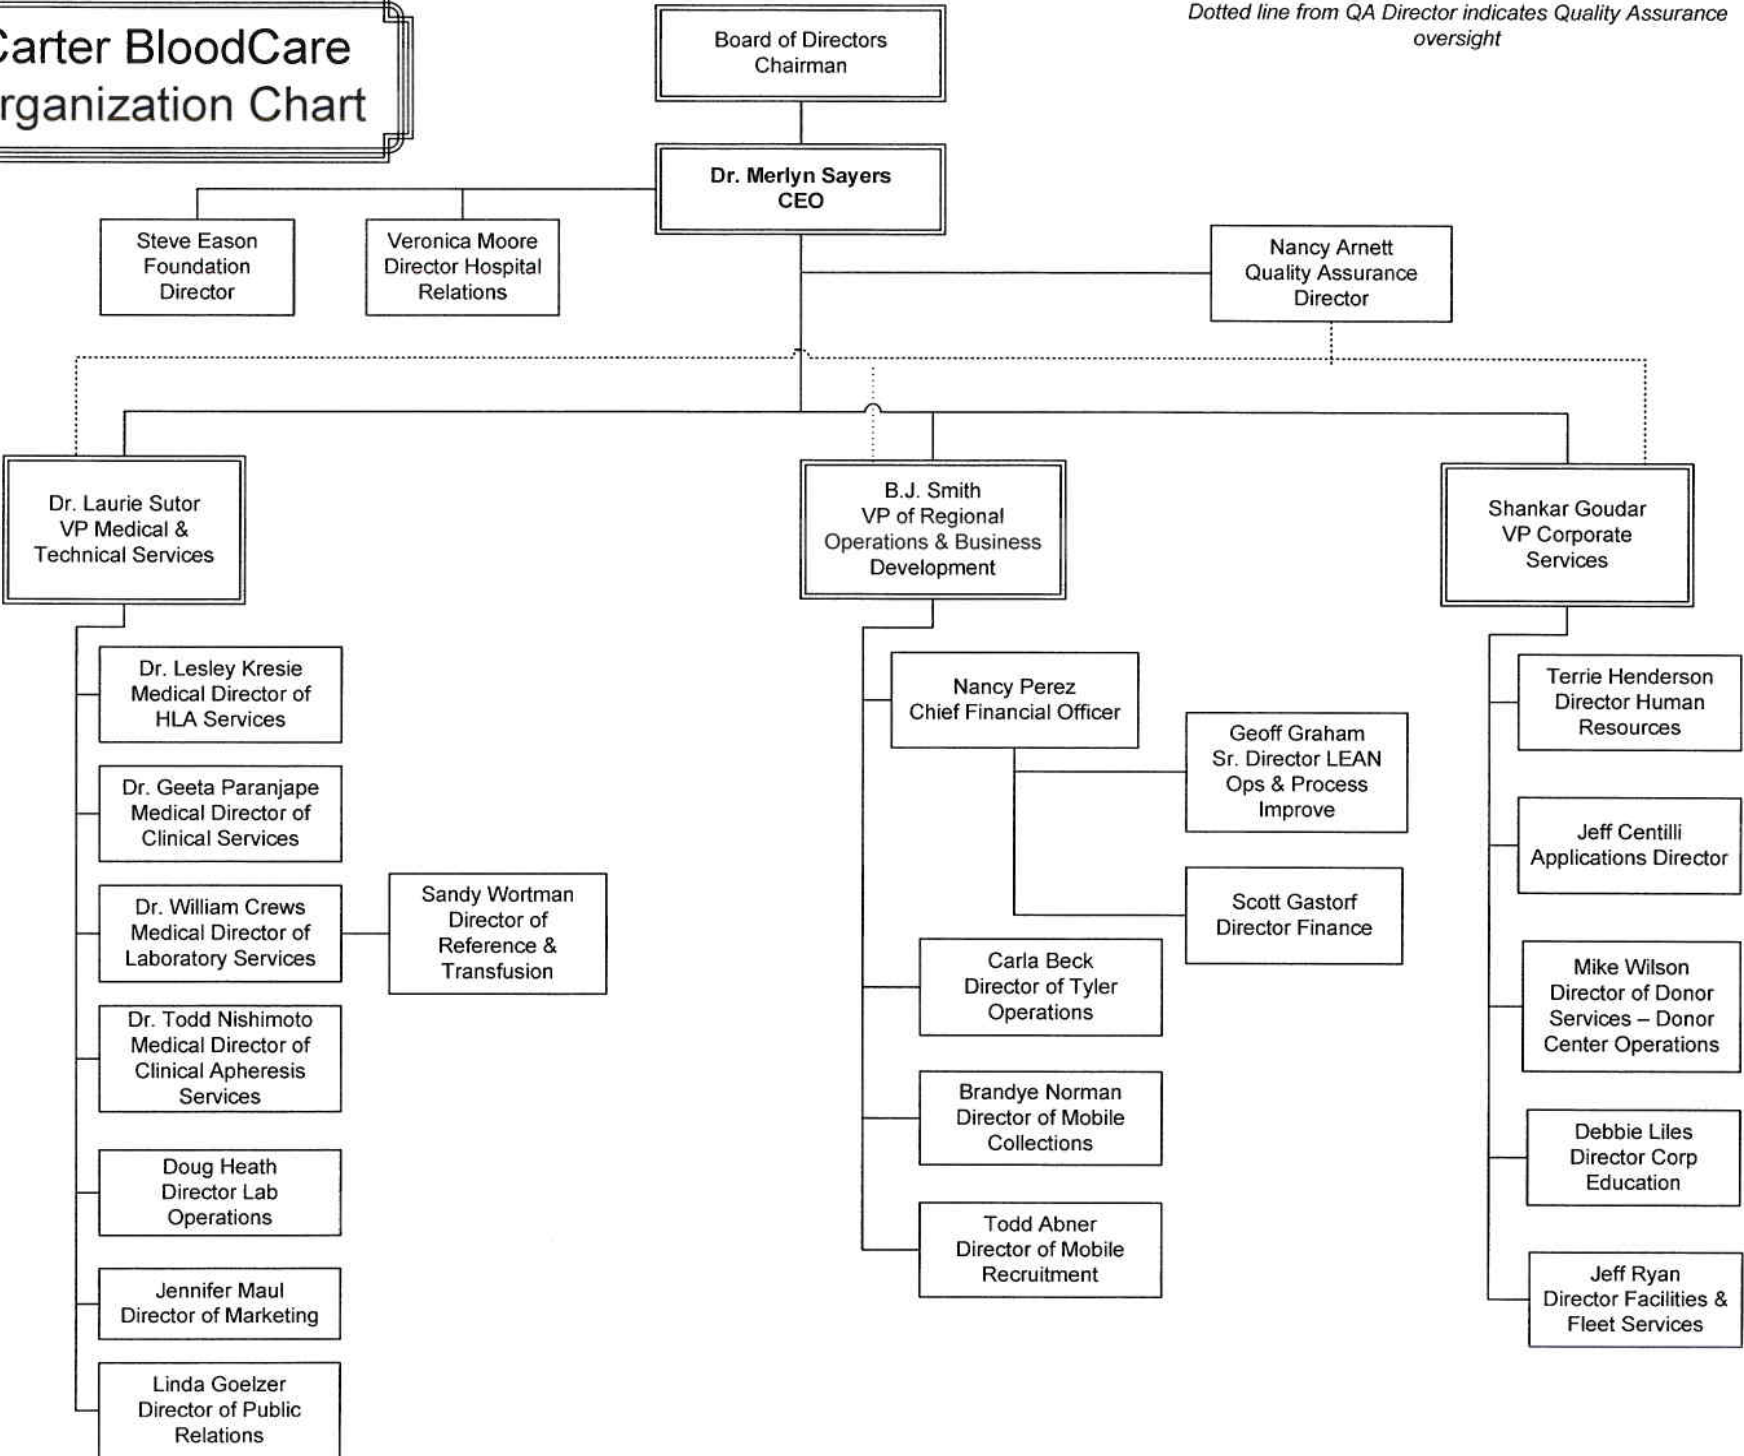 Carter BloodCare
rganization Chart
Dotted line from QA Director indicates Quality Assurance
oversight
Board of Directors
Chairman
Dr. Merlyn Sayers
CEO
Steve Eason
Foundation
Director
Veronica Moore
Director Hospital
Relations
Nancy Arnett
Quality Assurance
Director
Dr. Laurie Sutor
VP Medical &
Technical Services
B.J. Smith
VP of Regional
Operations & Business
Development
Shankar Goudar
VP Corporate
Services
Dr. Lesley Kresie
Medical Director of
HLA Services
Dr. Geeta Paranjape
Medical Director of
Clinical Services
Dr. William Crews
Medical Director of
Laboratory Services
Sandy Wortman
Director of
Reference &
Transfusion
Dr. Todd Nishimoto
Medical Director of
Clinical Apheresis
Services
Doug Heath
Director Lab
Operations
Jennifer Maul
Director of Marketing
Linda Goelzer
Director of Public
Relations
Nancy Perez
Chief Financial Officer
Geoff Graham
Sr. Director LEAN
Ops & Process
Improve
Scott Gastorf
Director Finance
Carla Beck
Director of Tyler
Operations
Brandye Norman
Director of Mobile
Collections
Todd Abner
Director of Mobile
Recruitment
Terrie Henderson
Director Human
Resources
Jeff Centilli
Applications Director
Mike Wilson
Director of Donor
Services – Donor
Center Operations
Debbie Liles
Director Corp
Education
Jeff Ryan
Director Facilities &
Fleet Services